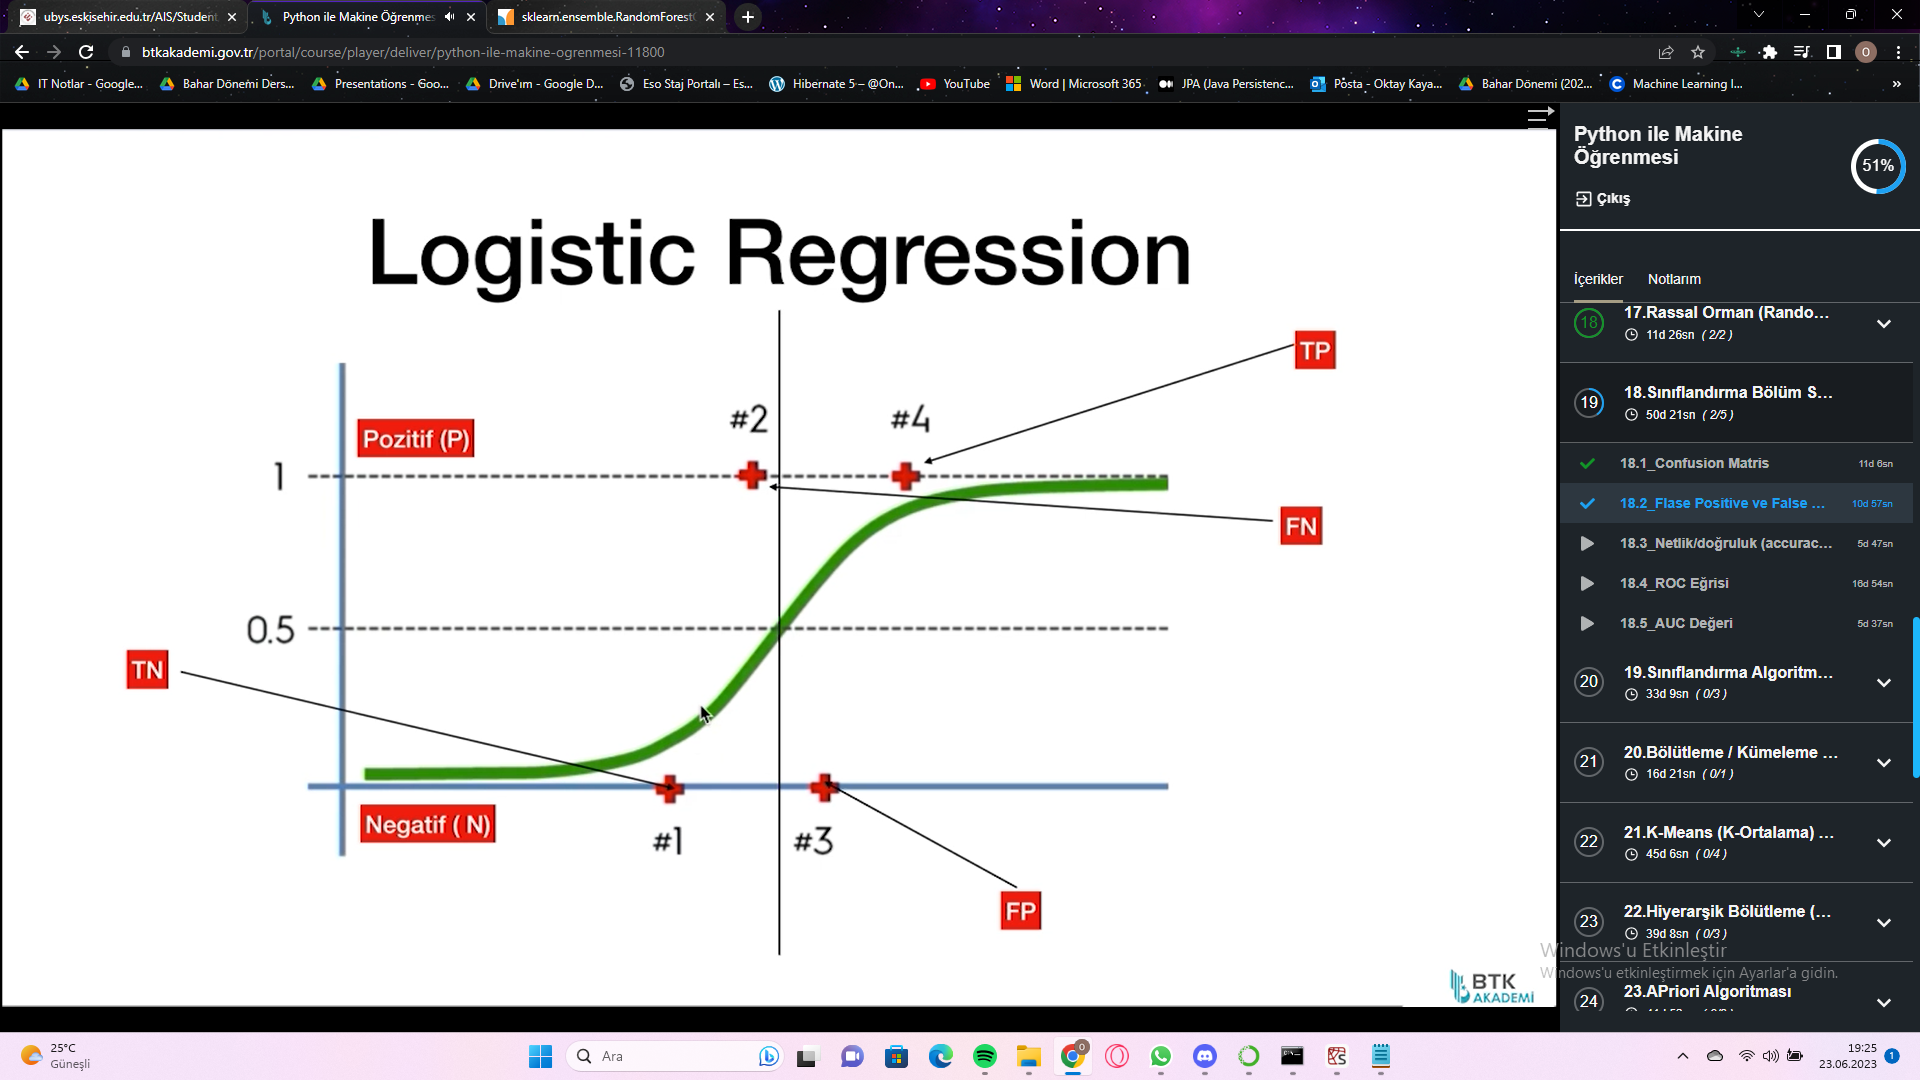 ubys.eskisehir.edu.tr/AIS/Student
Python ile Makine Öğrenmes
sklearn.ensemble.RandomForest
btkakademi.gov.tr/portal/course/player/deliver/python-ile-makine-ogrenmesi-11800
O
IT Notlar - Google...
Bahar Dönemi Ders...
Presentations - Goo...
Drive'ım - Google D...
Eso Staj Portalı – Es...
Hibernate 5 – @On...
YouTube
Word | Microsoft 365
JPA (Java Persistenc...
Posta - Oktay Kaya...
Bahar Dönemi (202...
Machine Learning I...
»
Logistic Regression
TP
#2
#4
Pozitif (P)
1
FN
0.5
TN
Negatif ( N)
#1
#3
FP
BTK
AKADEMİ
Python ile Makine
Öğrenmesi
51%
Çıkış
İçerikler
Notlarım
18
17.Rassal Orman (Rando...
11d 26sn ( 2/2 )
19
18.Sınıflandırma Bölüm S...
50d 21sn ( 2/5 )
18.1_Confusion Matris
11d 6sn
18.2_Flase Positive ve False ...
10d 57sn
18.3_Netlik/doğruluk (accurac...
5d 47sn
18.4_ROC Eğrisi
16d 54sn
18.5_AUC Değeri
5d 37sn
20
19.Sınıflandırma Algoritm...
33d 9sn ( 0/3 )
21
20.Bölütleme / Kümeleme ...
16d 21sn ( 0/1 )
22
21.K-Means (K-Ortalama) ...
45d 6sn ( 0/4 )
23
22.Hiyerarşik Bölütleme (...
39d 8sn ( 0/3 )
Windows'u Etkinleştir
Windows'u etkinleştirmek için Ayarlar'a gidin.
24
23.APriori Algoritması
25°C
Güneşli
Ara
19:25
23.06.2023
1